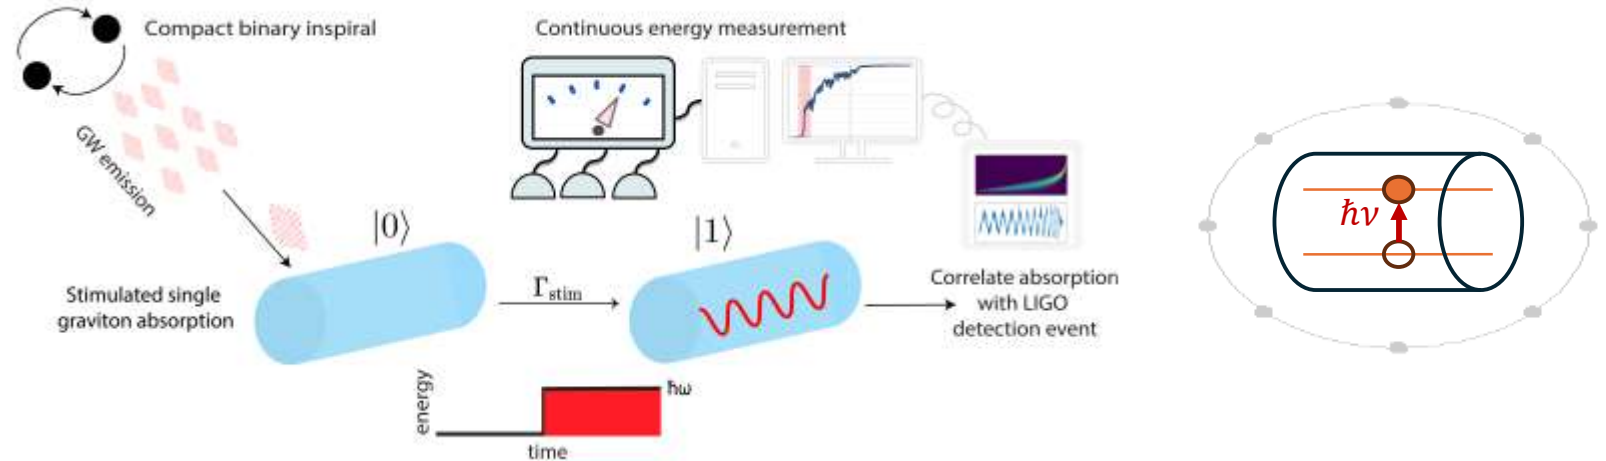 Compact binary inspiral
Continuous energy measurement
GW emission
|0⟩
|1⟩
Stimulated single
graviton absorption
Γstim
Correlate absorption
with LIGO
detection event
energy
ħω
time
ħν